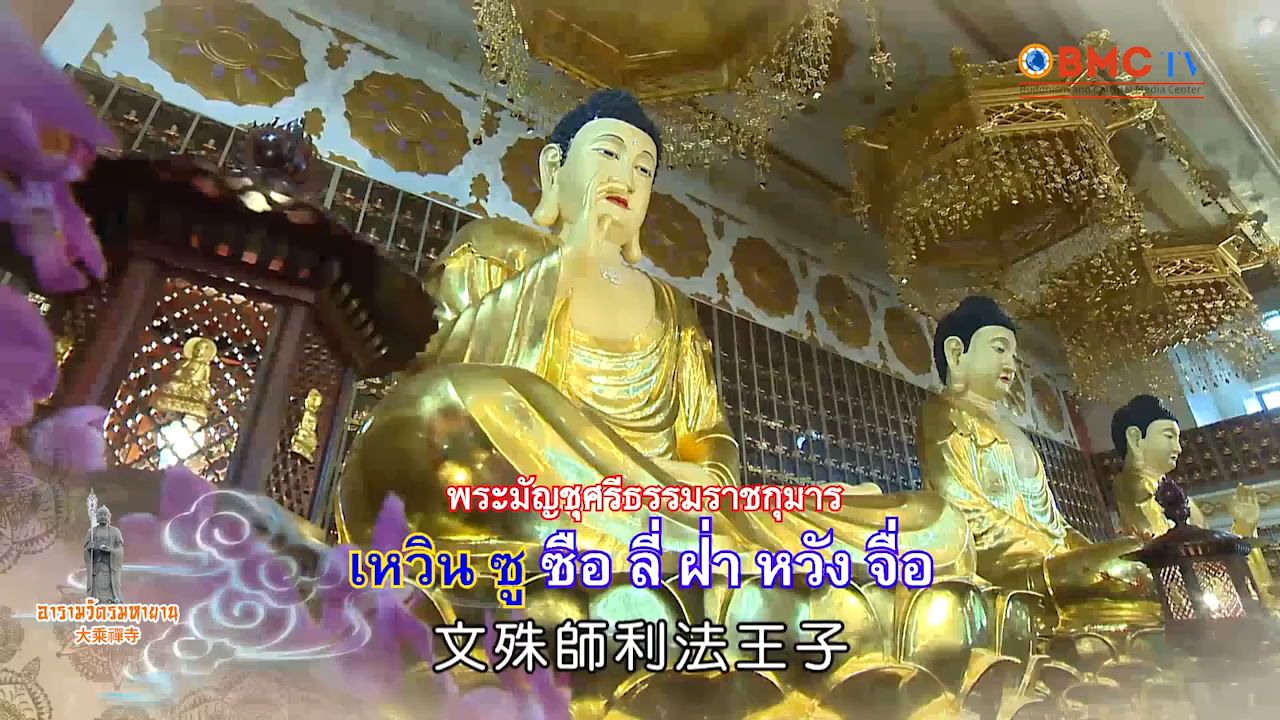 BMC TV
Buddhism and Cultural Media Center
พระมัญชุศรีธรรมราชกุมาร
เหวิน ซู ซือ ลี่ ฝ่า หวัง จื่อ
文殊師利法王子
อารามวัตรมหายาน
大乘禪寺